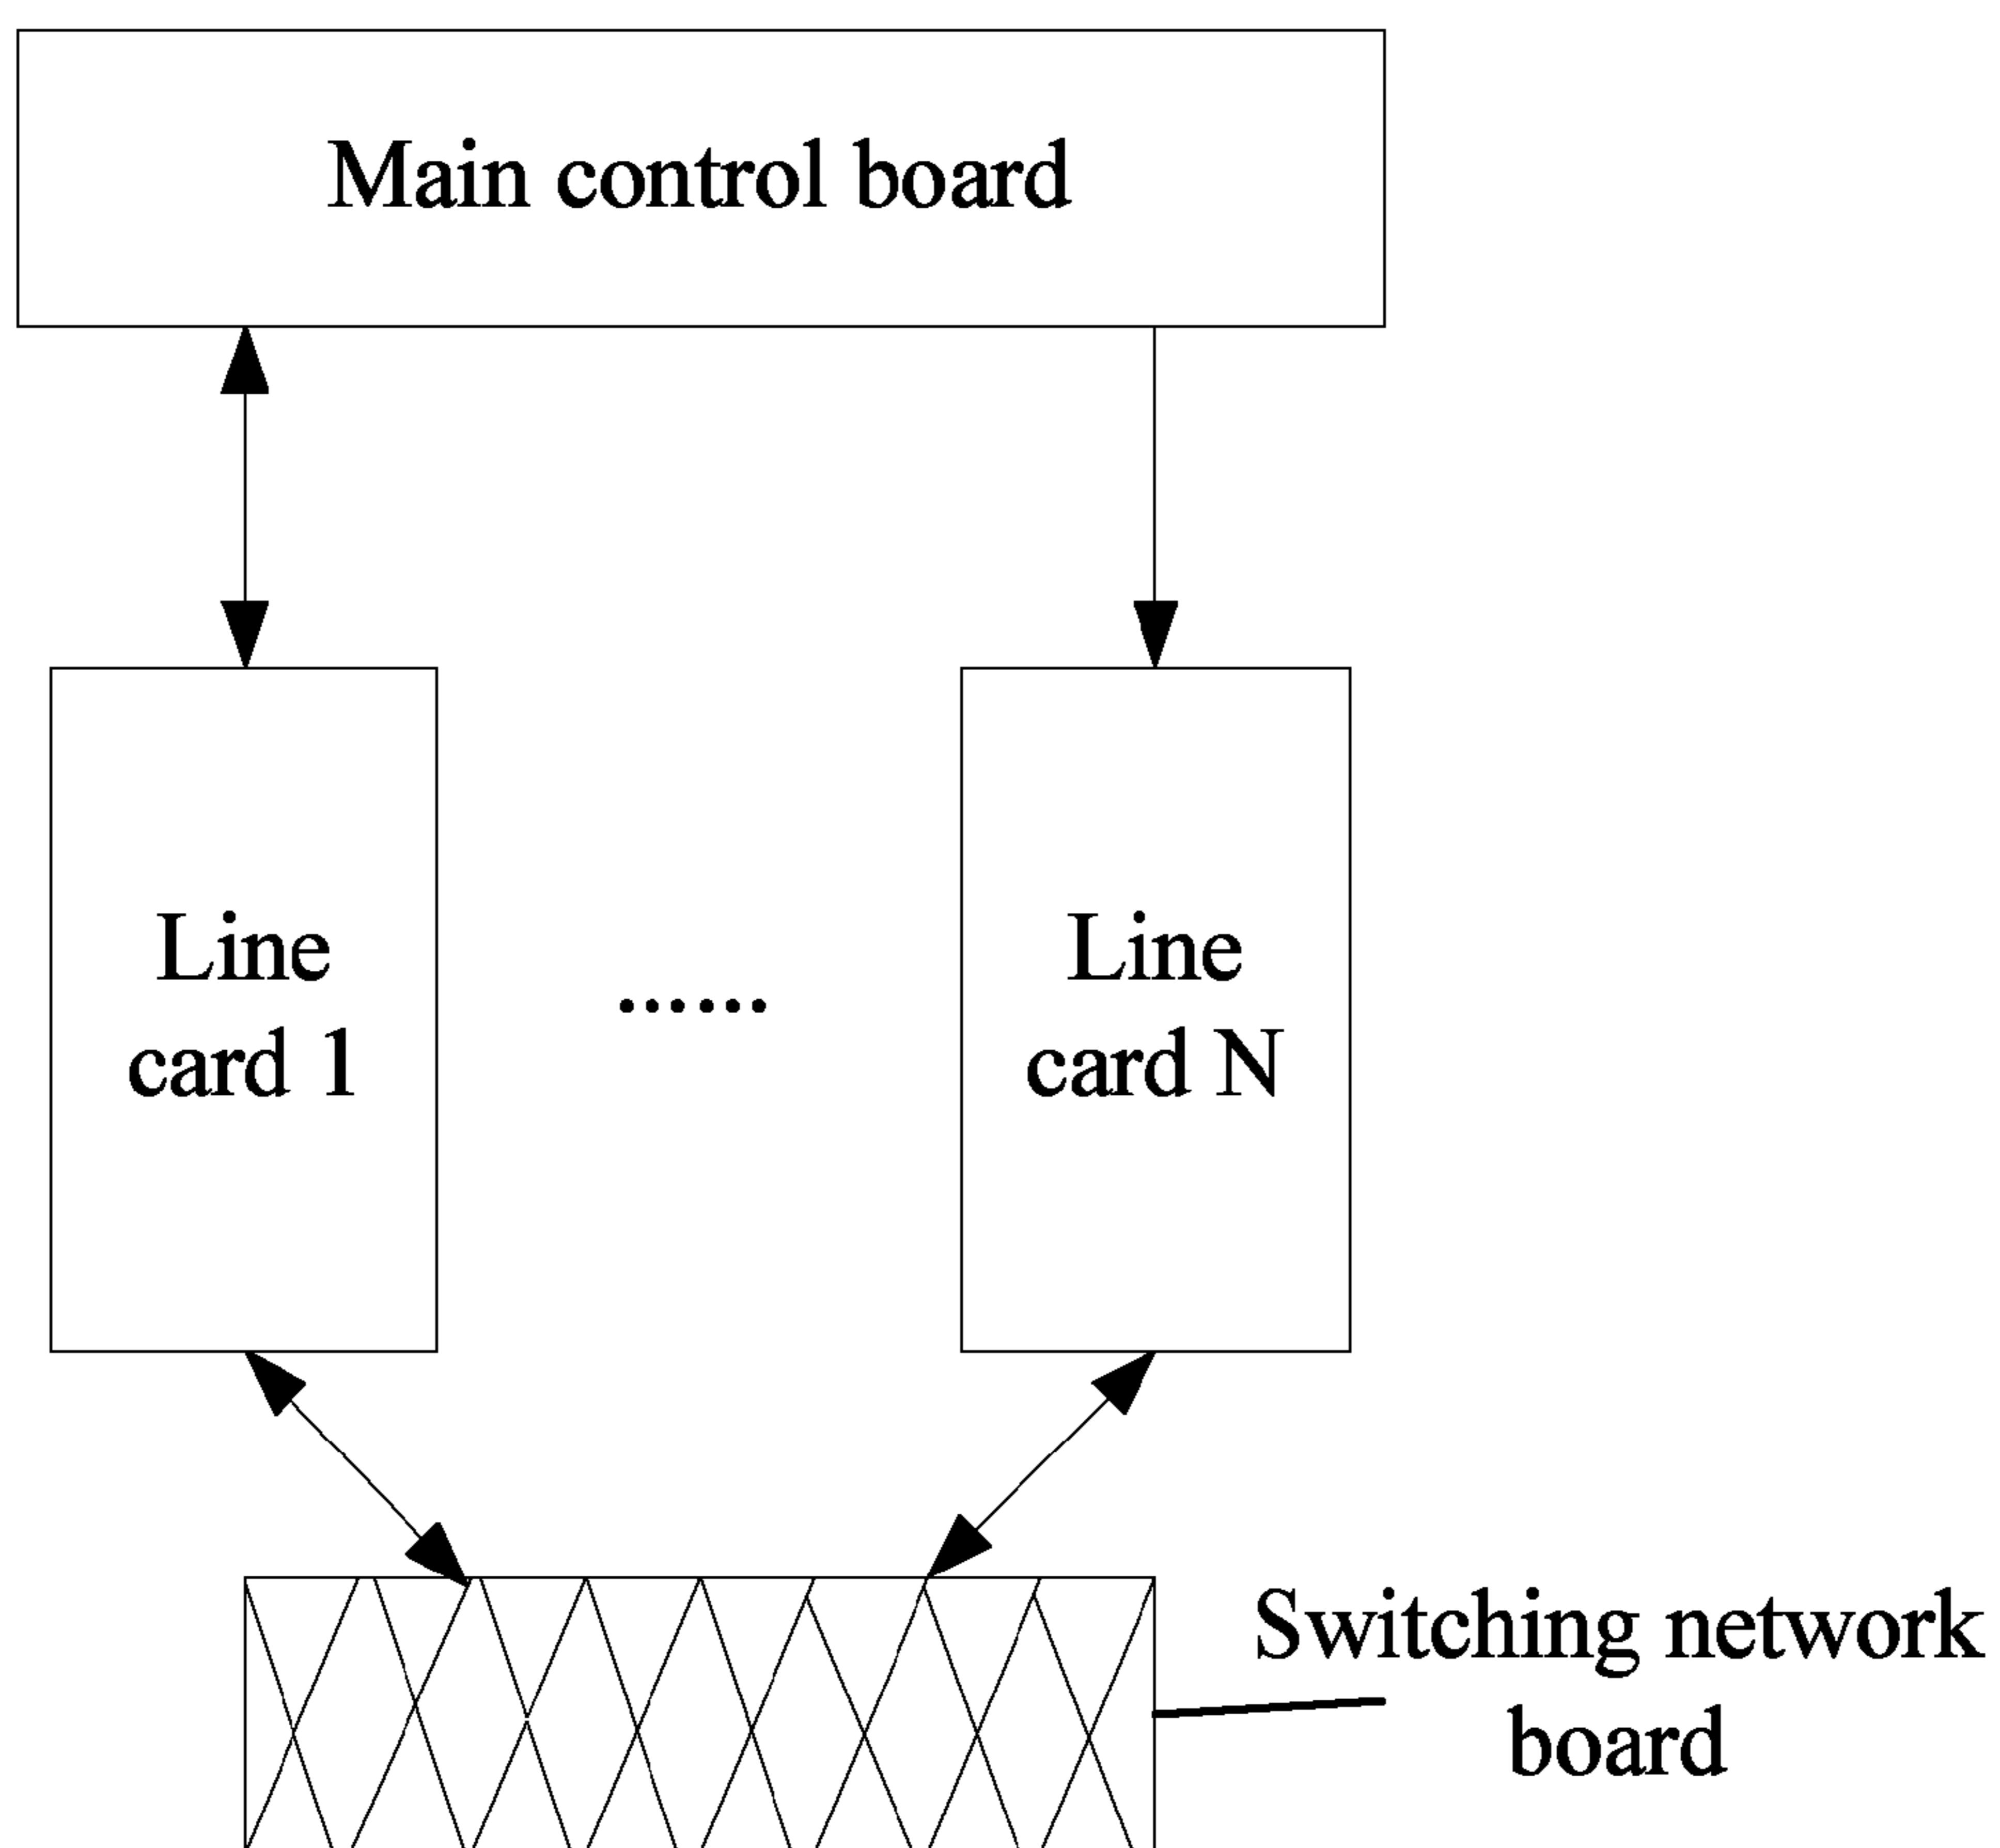 Main control board
Line
card 1
......
Line
card N
Switching network
board